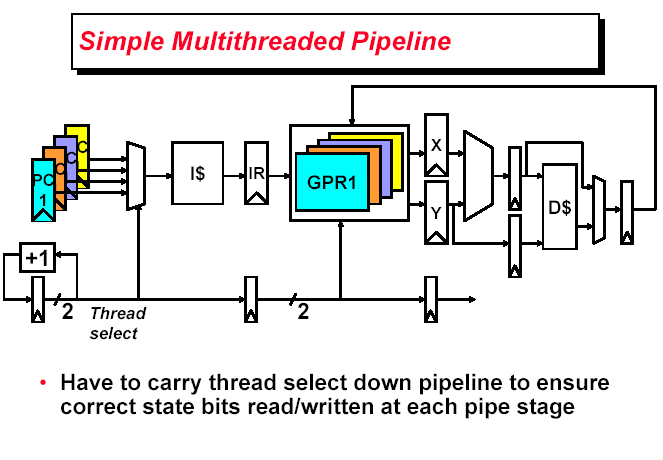 Simple Multithreaded Pipeline
C
C
C
PC
1
I$
IR
GPR1
X
Y
D$
+1
2
Thread
select
2
• Have to carry thread select down pipeline to ensure
correct state bits read/written at each pipe stage